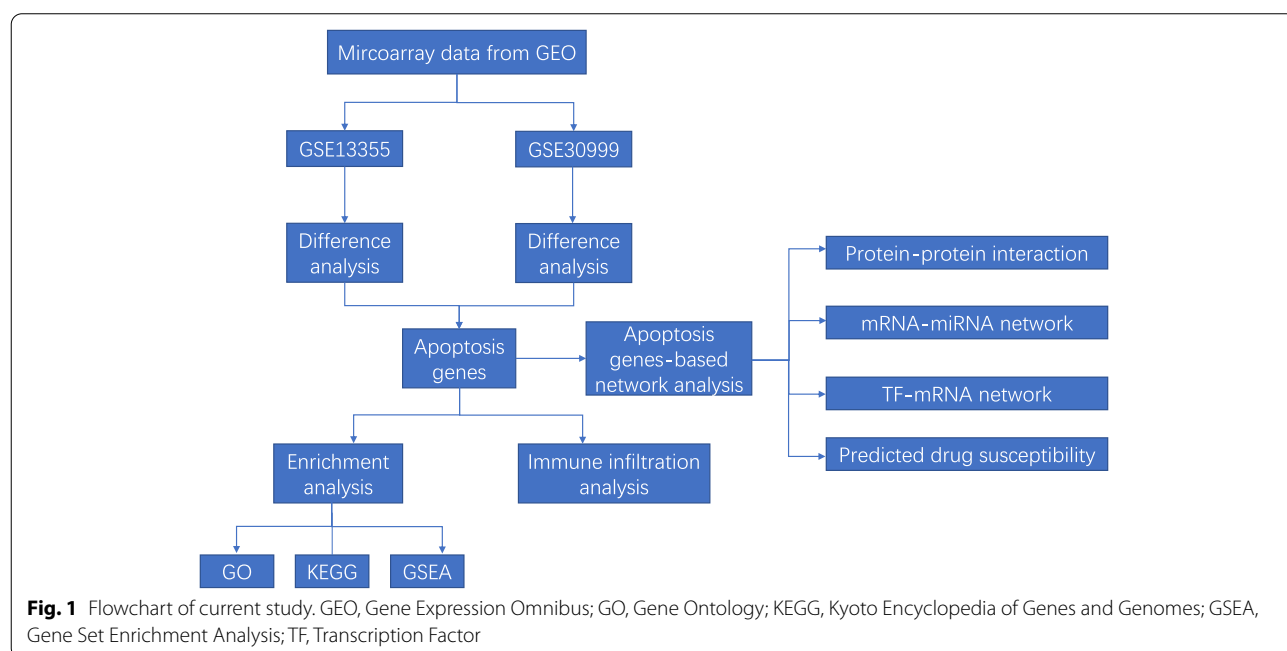 Mircoarray data from GEO
GSE13355
GSE30999
Difference
analysis
Difference
analysis
Protein-protein interaction
mRNA-miRNA network
Apoptosis
genes
Apoptosis
genes-based
network analysis
TF-mRNA network
Predicted drug susceptibility
Enrichment
analysis
Immune infiltration
analysis
GO
KEGG
GSEA
Fig. 1 Flowchart of current study. GEO, Gene Expression Omnibus; GO, Gene Ontology; KEGG, Kyoto Encyclopedia of Genes and Genomes; GSEA,
Gene Set Enrichment Analysis; TF, Transcription Factor